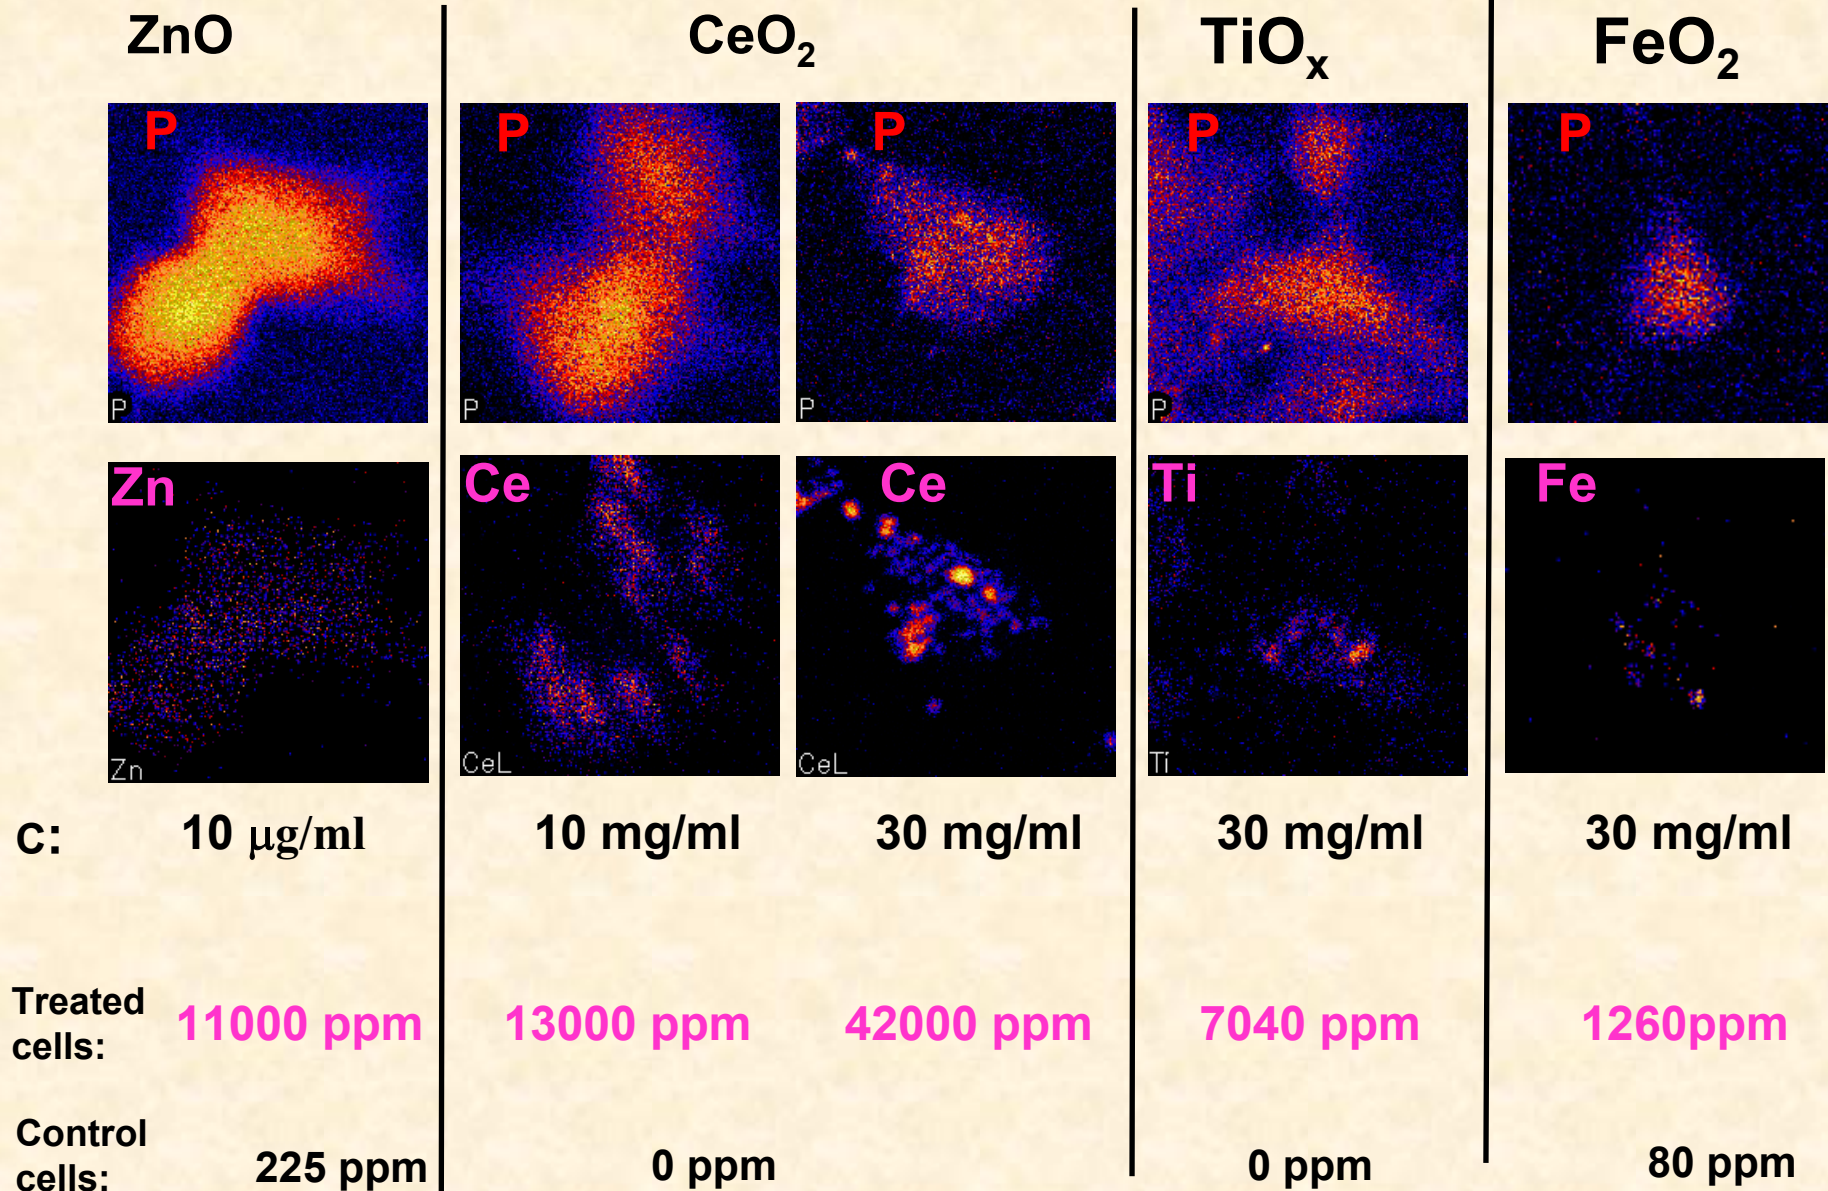 ZnO CeO₂ TiOₓ FeO₂
P P P P P
P P P P
Zn Ce Ce Ti Fe
Zn CeL CeL Ti
C: 10 μg/ml 10 mg/ml 30 mg/ml 30 mg/ml 30 mg/ml
Treated
cells: 11000 ppm 13000 ppm 42000 ppm 7040 ppm 1260ppm
Control
cells: 225 ppm 0 ppm 0 ppm 80 ppm